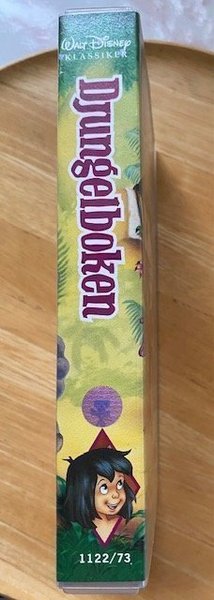 WALT DISNEY
KLASSIKER
Djungelboken
1122/73